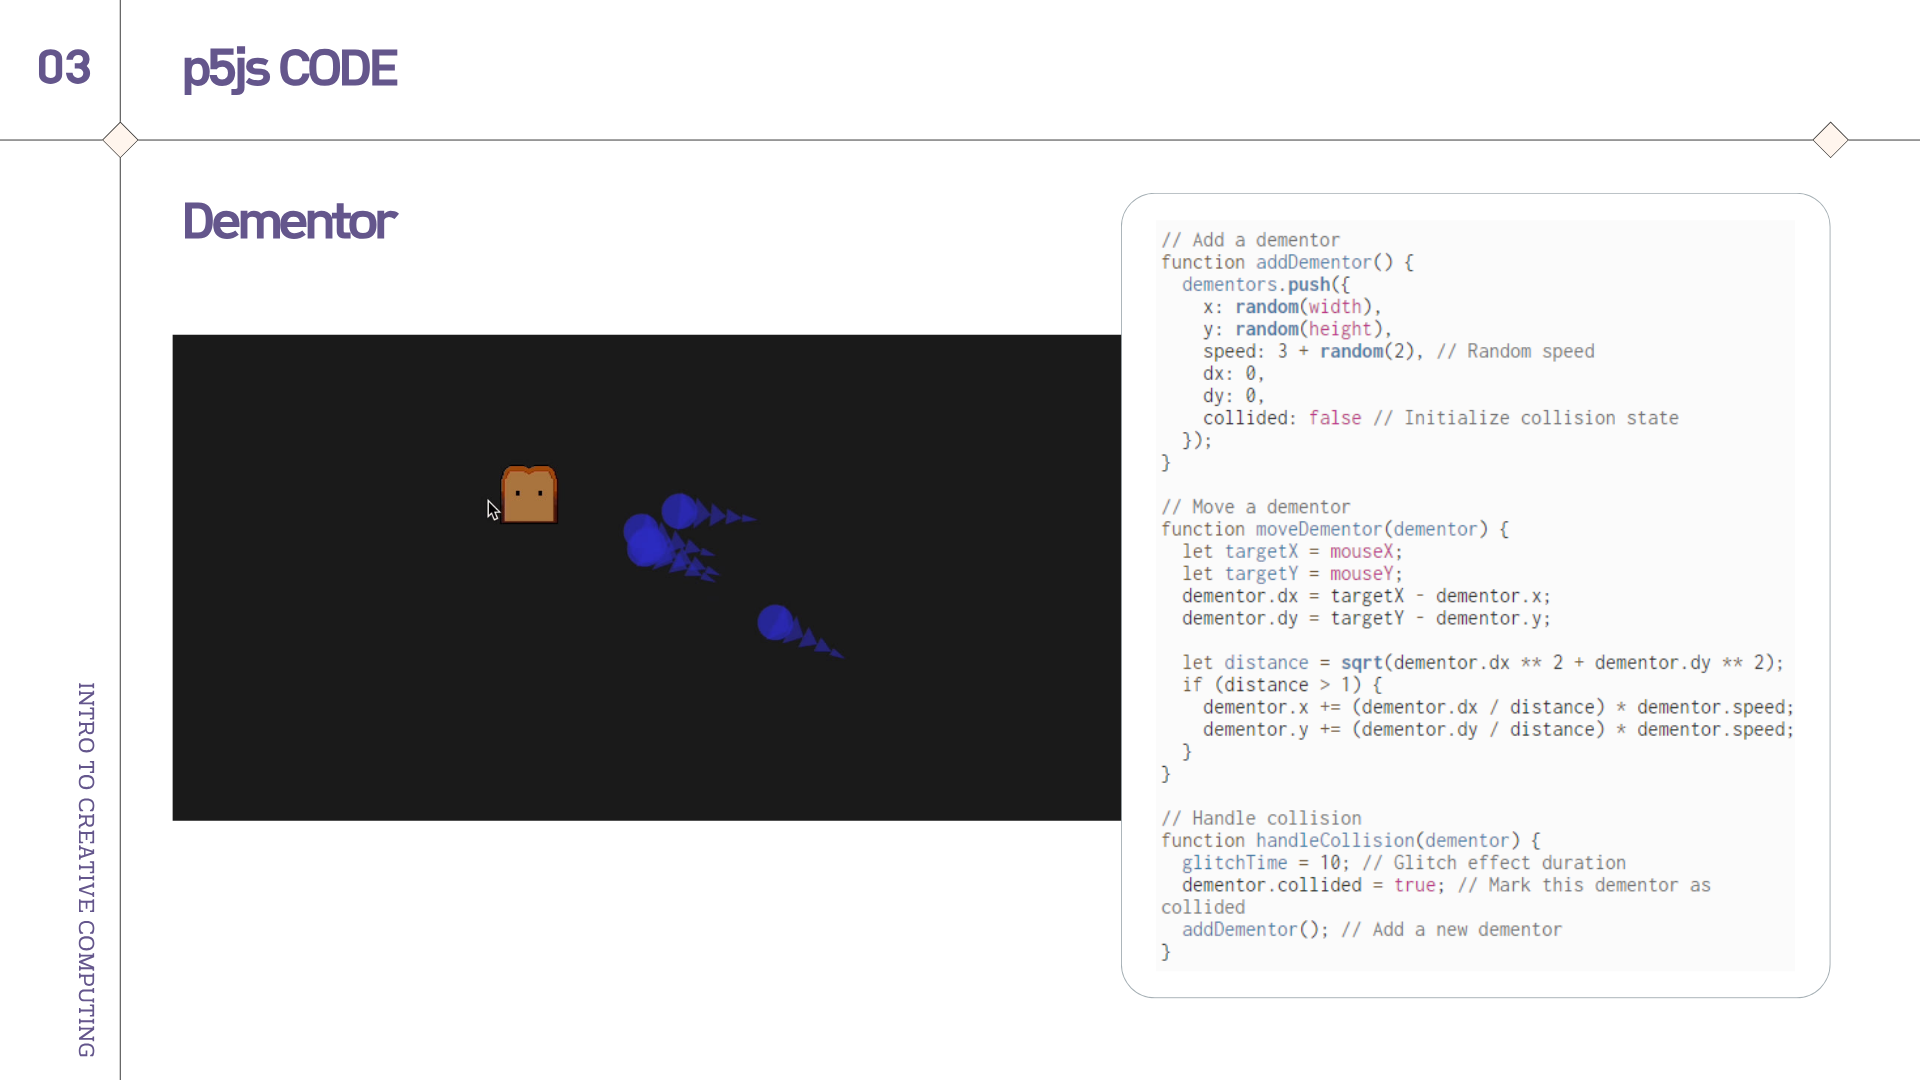 03
p5js CODE
Dementor
// Add a dementor
function addDementor() {
  dementors.push({
    x: random(width),
    y: random(height),
    speed: 3 + random(2), // Random speed
    dx: 0,
    dy: 0,
    collided: false // Initialize collision state
  });
}

// Move a dementor
function moveDementor(dementor) {
  let targetX = mouseX;
  let targetY = mouseY;
  dementor.dx = targetX - dementor.x;
  dementor.dy = targetY - dementor.y;

  let distance = sqrt(dementor.dx ** 2 + dementor.dy ** 2);
  if (distance > 1) {
    dementor.x += (dementor.dx / distance) * dementor.speed;
    dementor.y += (dementor.dy / distance) * dementor.speed;
  }
}

// Handle collision
function handleCollision(dementor) {
  glitchTime = 10; // Glitch effect duration
  dementor.collided = true; // Mark this dementor as
collided
  addDementor(); // Add a new dementor
}
INTRO TO CREATIVE COMPUTING